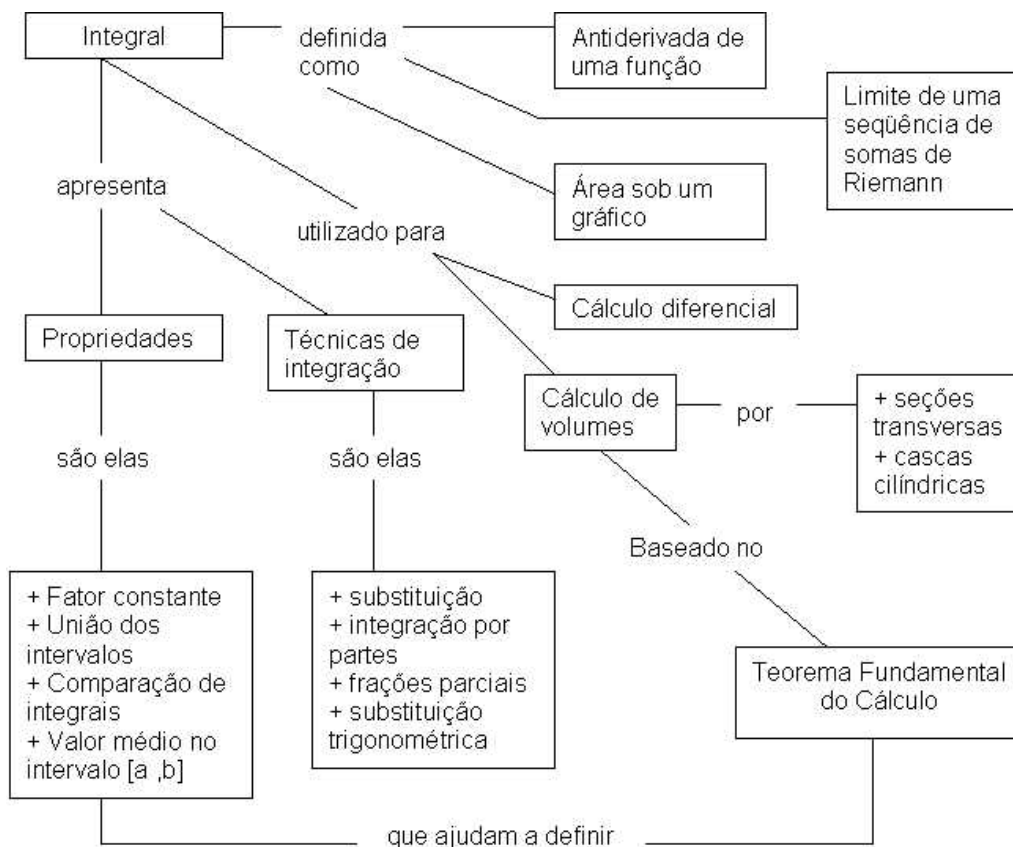 Integral
definida
como
Antiderivada de
uma função
Limite de uma
seqüência de
somas de
Riemann
apresenta
Área sob um
gráfico
utilizado para
Cálculo diferencial
Propriedades
Técnicas de
integração
Cálculo de
volumes
por
+ seções
transversas
+ cascas
cilíndricas
são elas
são elas
Baseado no
+ Fator constante
+ União dos
intervalos
+ Comparação de
integrais
+ Valor médio no
intervalo [a ,b]
+ substituição
+ integração por
partes
+ frações parciais
+ substituição
trigonométrica
Teorema Fundamental
do Cálculo
que ajudam a definir